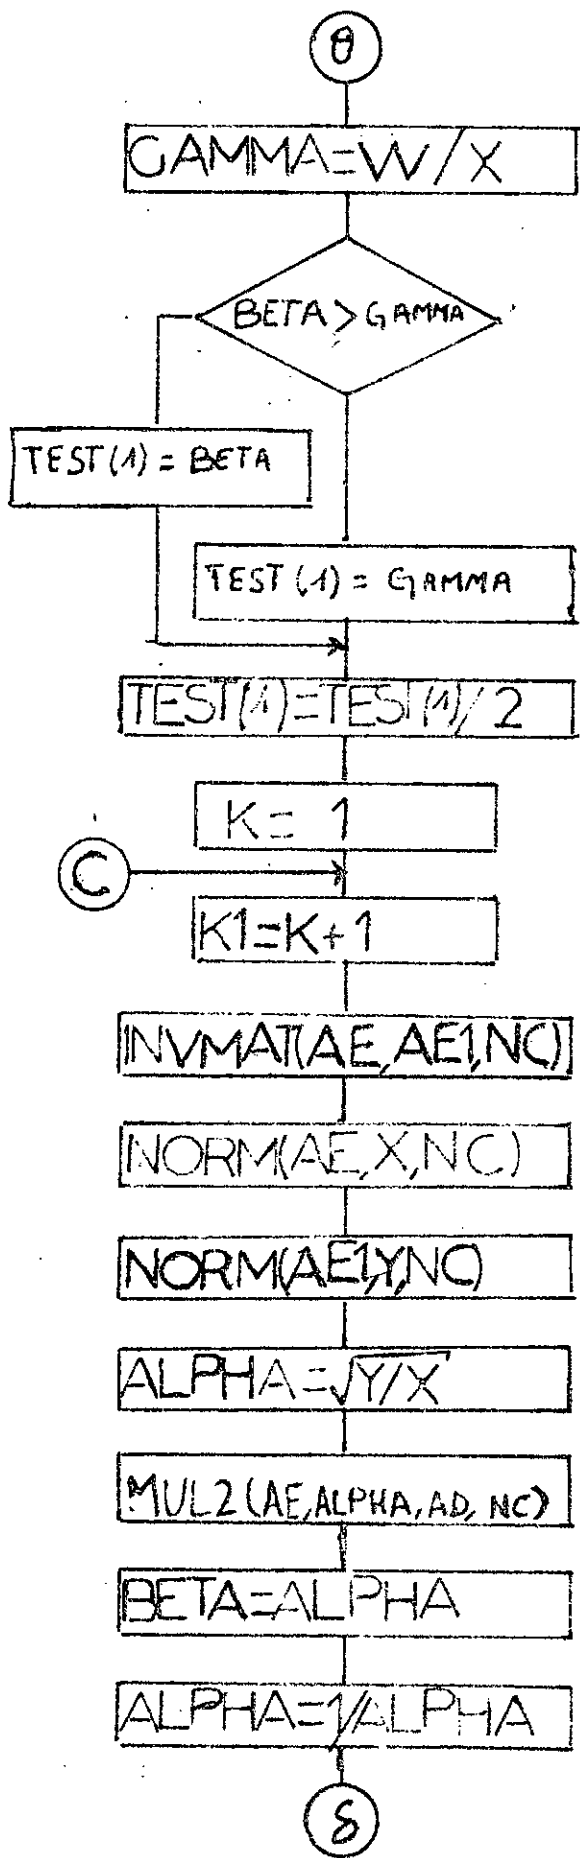 θ
GAMMA=W/X
BETA>GAMMA
TEST(1)=BETA
TEST(1)=GAMMA
TEST(1)=TEST(1)/2
K=1
C
K1=K+1
INVMAT(AE,AE1,NC)
NORM(AE,X,NC)
NORM(AE1,Y,NC)
ALPHA=√Y/X
MUL2(AE,ALPHA,AD,NC)
BETA=ALPHA
ALPHA=1/ALPHA
δ